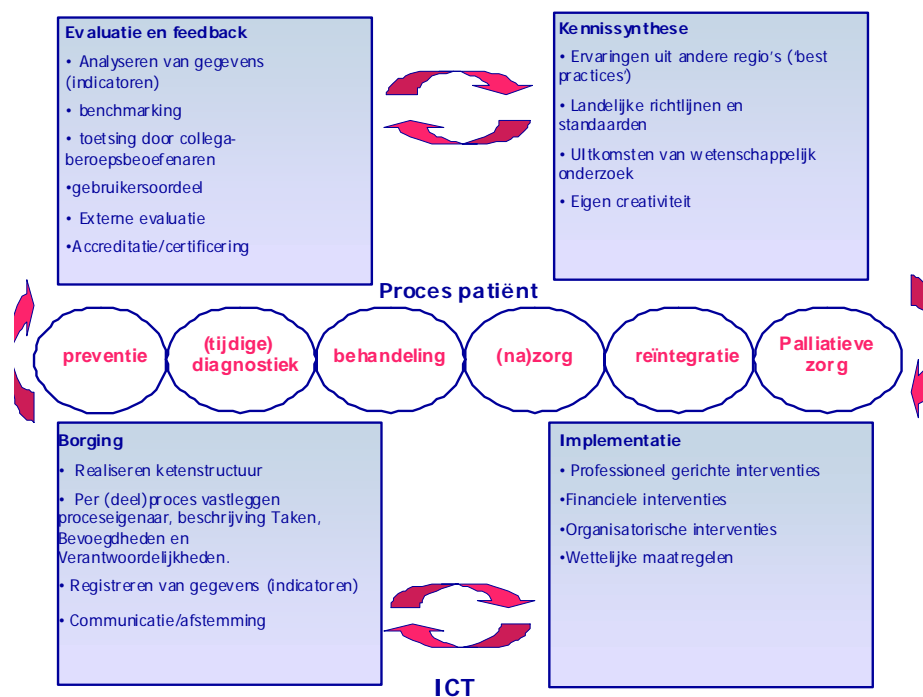 Evaluatie en feedback
• Analyseren van gegevens
(indicatoren)
• benchmarking
• toetsing door collega-
beroepsbeoefenaren
•gebruikersoordeel
• Externe evaluatie
•Accreditatie/certificering
Kennissynthese
• Ervaringen uit andere regio's ('best
practices')
• Landelijke richtlijnen en
standaarden
• UItkomsten van wetenschappelijk
onderzoek
• Eigen creativiteit
Proces patiënt
preventie
(tijdige)
diagnostiek
behandeling
(na)zorg
reïntegratie
Palliatieve
zorg
Borging
• Realiseren ketenstructuur
• Per (deel)proces vastleggen
proceseigenaar, beschrijving Taken,
Bevoegdheden en
Verantwoordelijkheden.
• Registreren van gegevens (indicatoren)
• Communicatie/afstemming
Implementatie
• Professioneel gerichte interventies
•Financiele interventies
•Organisatorische interventies
•Wettelijke maatregelen
ICT